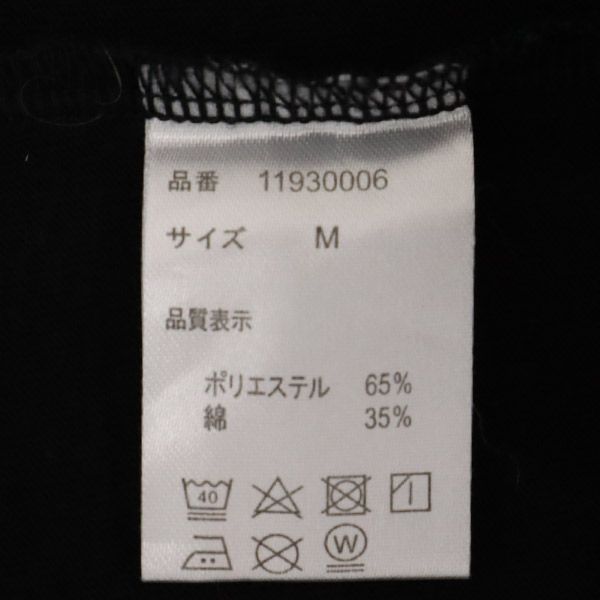 品番 11930006
サイズ M
品質表示
ポリエステル 65%
綿 35%
40
W